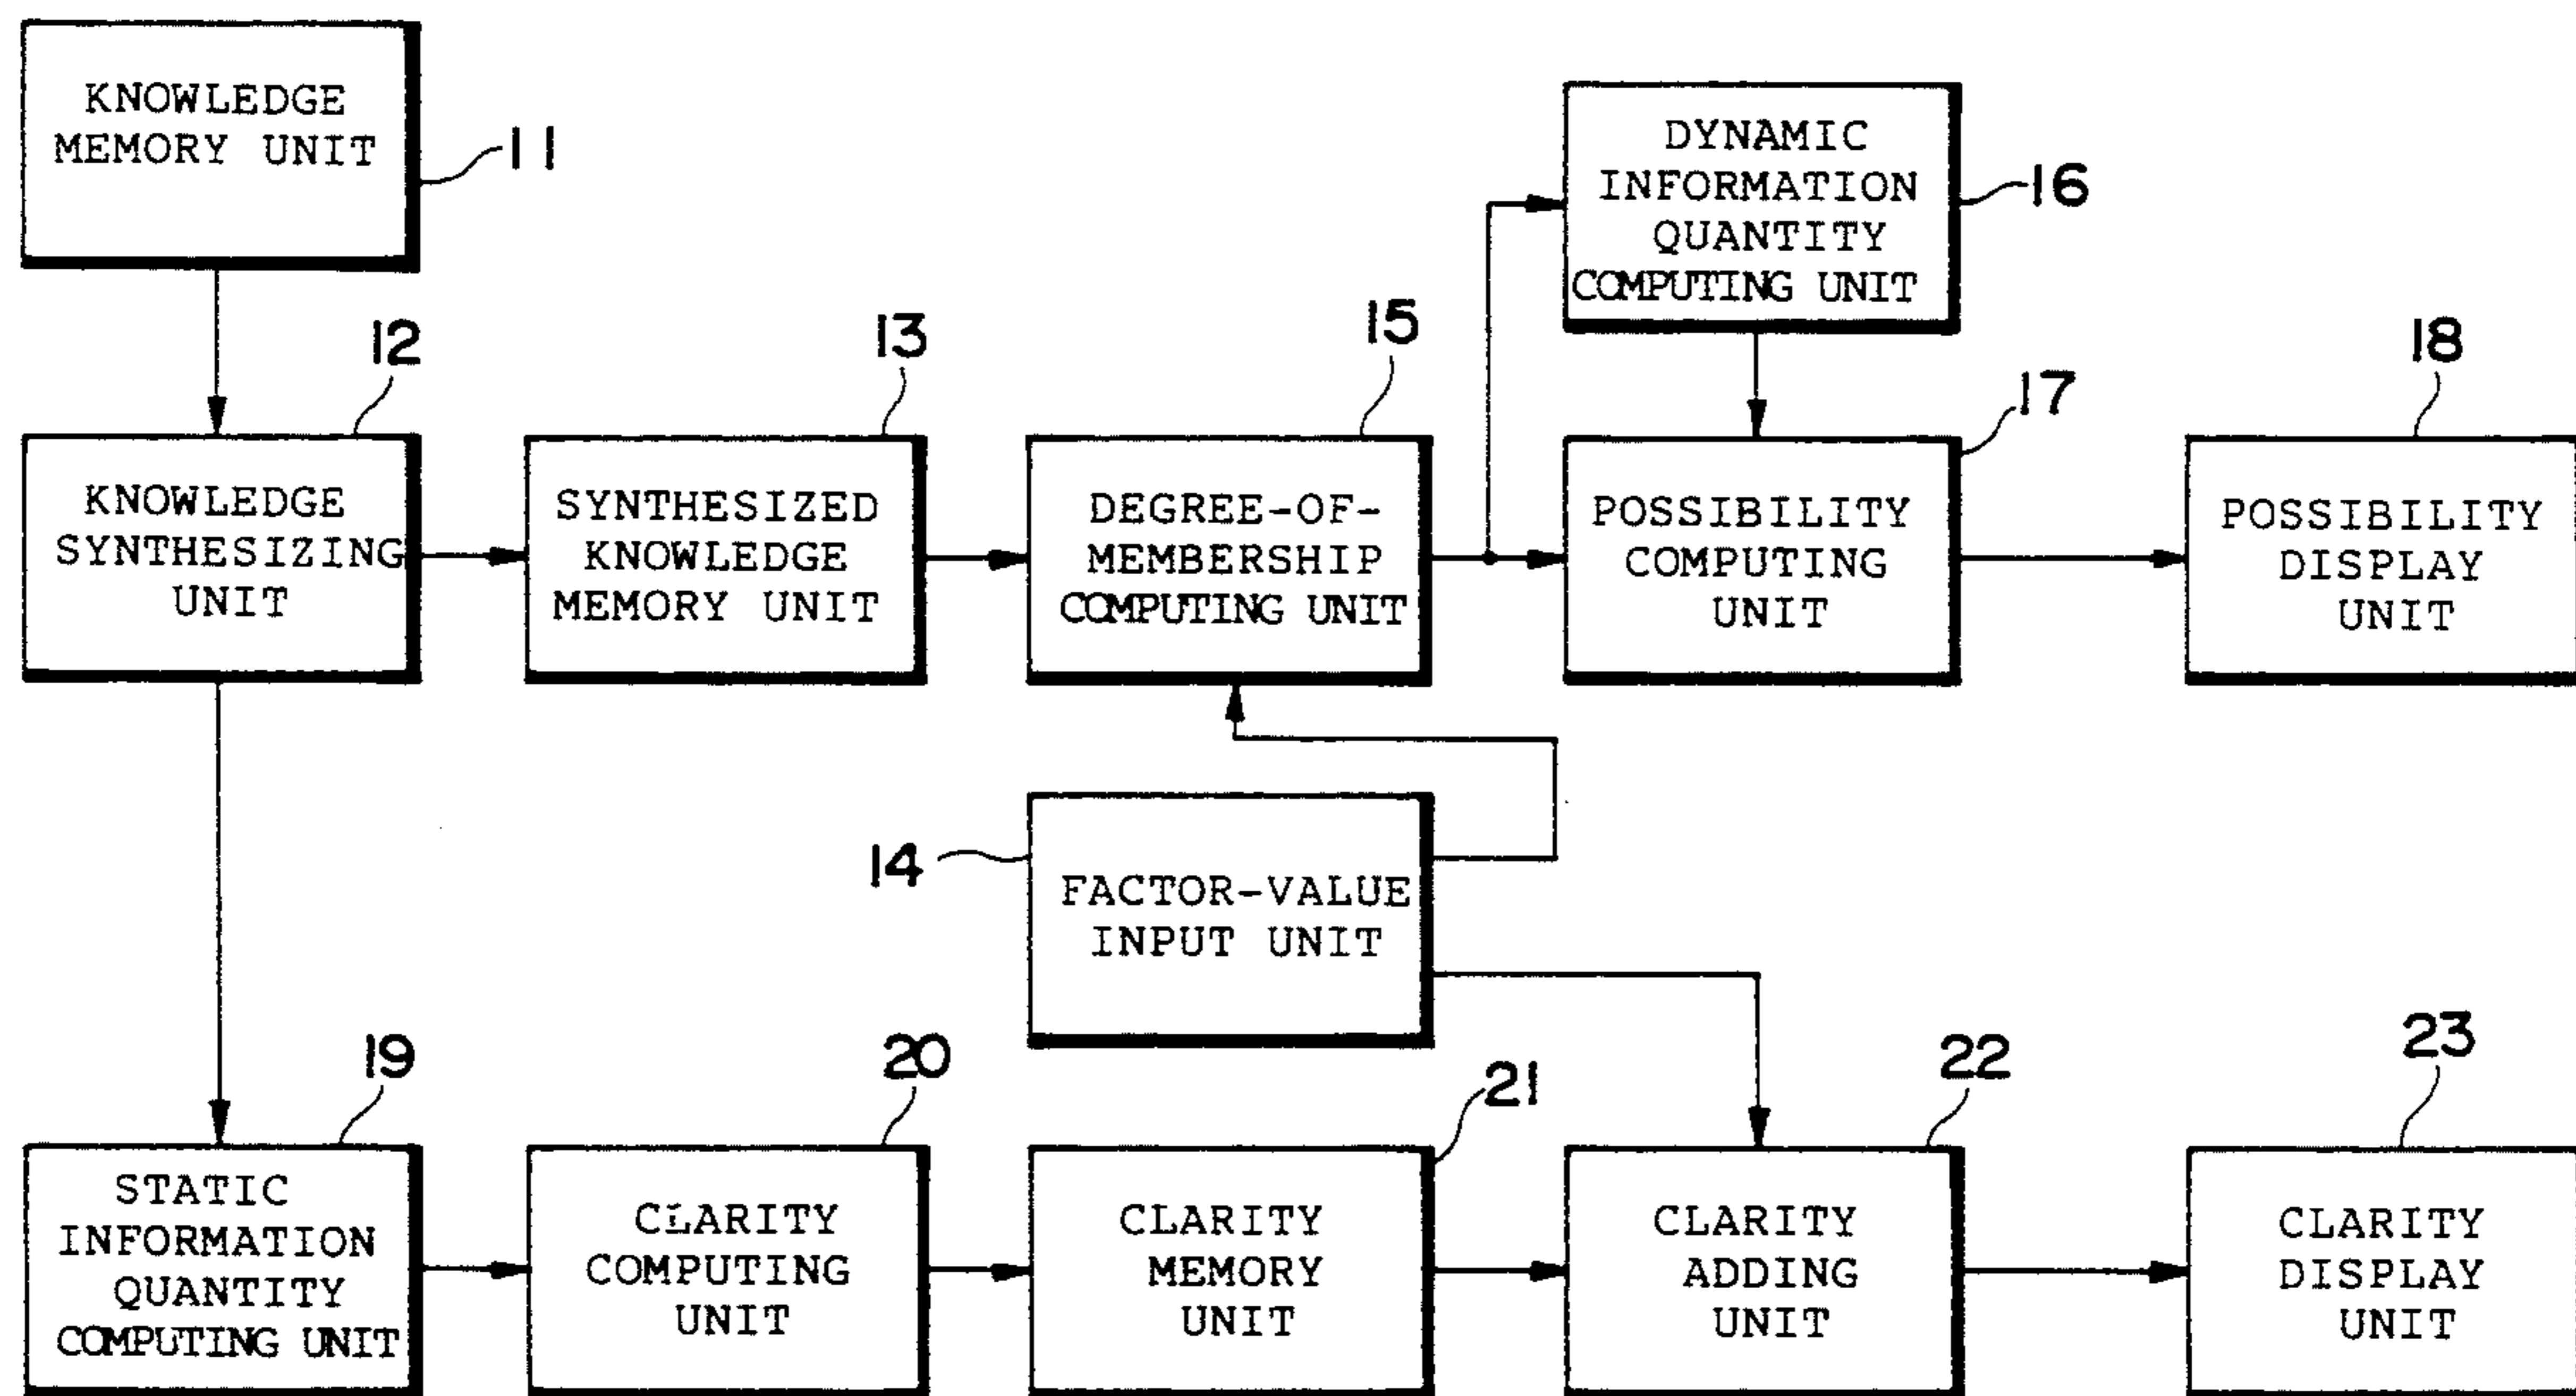 KNOWLEDGE
MEMORY UNIT
11
DYNAMIC
INFORMATION
QUANTITY
COMPUTING UNIT
16
12
KNOWLEDGE
SYNTHESIZING
UNIT
13
SYNTHESIZED
KNOWLEDGE
MEMORY UNIT
15
DEGREE-OF-
MEMBERSHIP
COMPUTING UNIT
17
POSSIBILITY
COMPUTING
UNIT
18
POSSIBILITY
DISPLAY
UNIT
14
FACTOR-VALUE
INPUT UNIT
19
STATIC
INFORMATION
QUANTITY
COMPUTING UNIT
20
CLARITY
COMPUTING
UNIT
21
CLARITY
MEMORY
UNIT
22
CLARITY
ADDING
UNIT
23
CLARITY
DISPLAY
UNIT